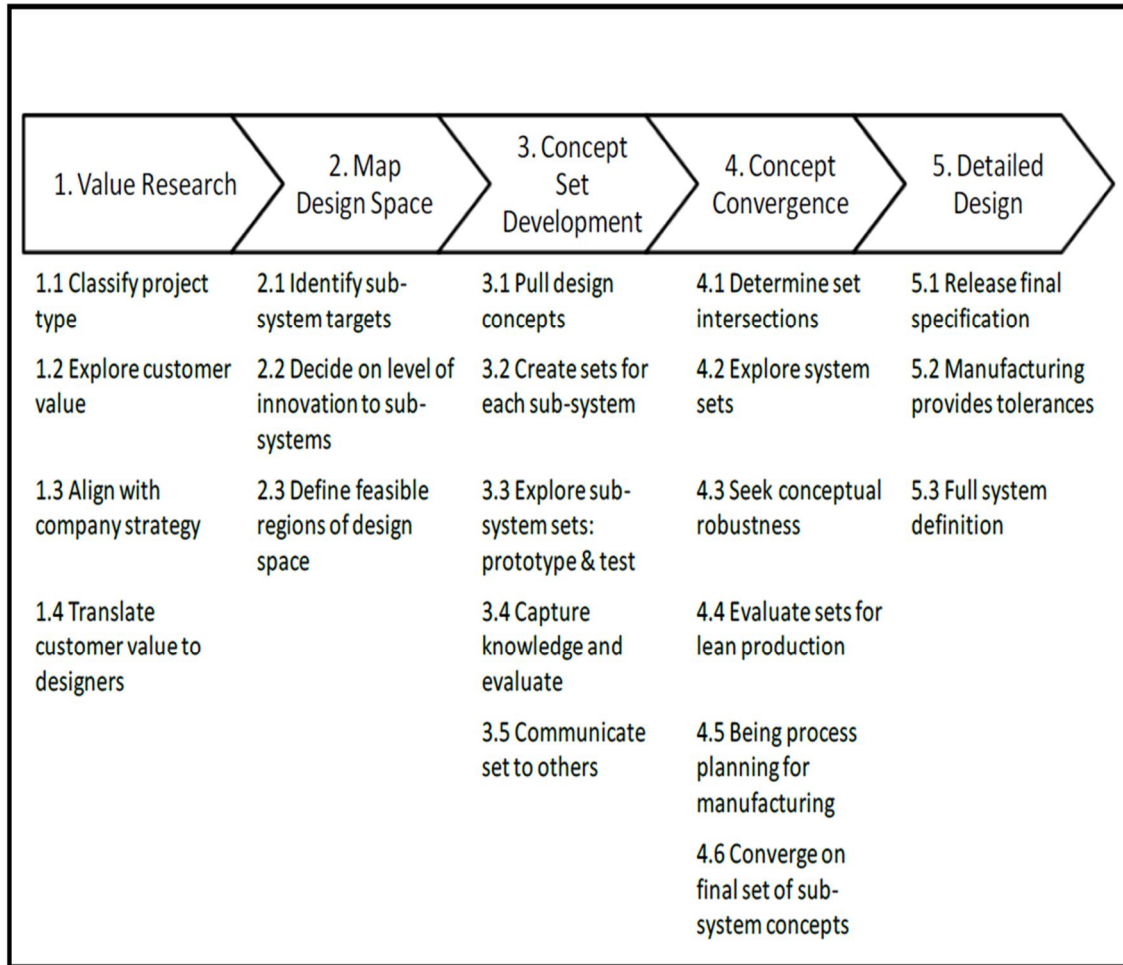 1. Value Research
2. Map
Design Space
3. Concept
Set
Development
4. Concept
Convergence
5. Detailed
Design
1.1 Classify project
type
1.2 Explore customer
value
1.3 Align with
company strategy
1.4 Translate
customer value to
designers
2.1 Identify sub-
system targets
2.2 Decide on level of
innovation to sub-
systems
2.3 Define feasible
regions of design
space
3.1 Pull design
concepts
3.2 Create sets for
each sub-system
3.3 Explore sub-
system sets:
prototype & test
3.4 Capture
knowledge and
evaluate
3.5 Communicate
set to others
4.1 Determine set
intersections
4.2 Explore system
sets
4.3 Seek conceptual
robustness
4.4 Evaluate sets for
lean production
4.5 Being process
planning for
manufacturing
4.6 Converge on
final set of sub-
system concepts
5.1 Release final
specification
5.2 Manufacturing
provides tolerances
5.3 Full system
definition